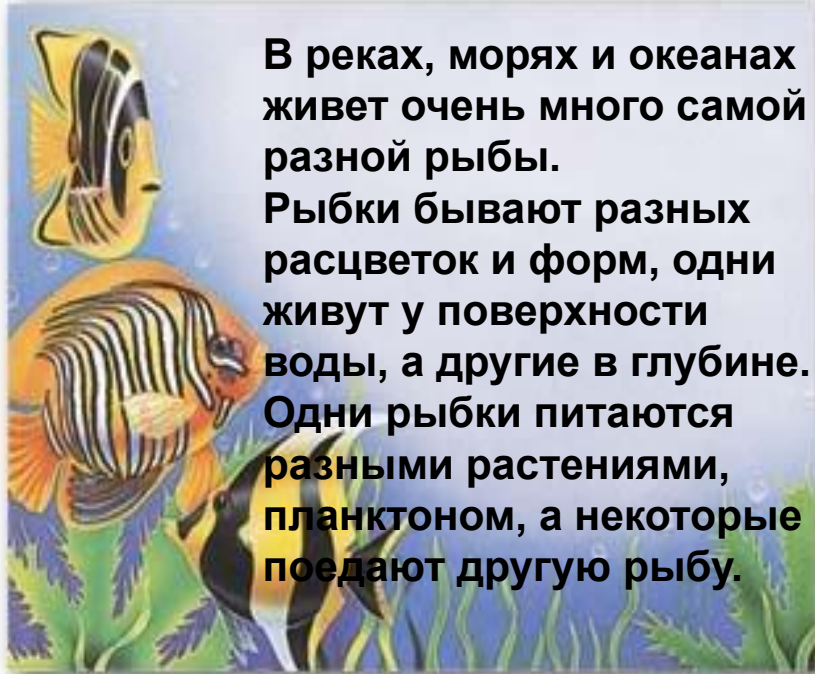 В реках, морях и океанах
живет очень много самой
разной рыбы.
Рыбки бывают разных
расцветок и форм, одни
живут у поверхности
воды, а другие в глубине.
Одни рыбки питаются
разными растениями,
планктоном, а некоторые
поедают другую рыбу.